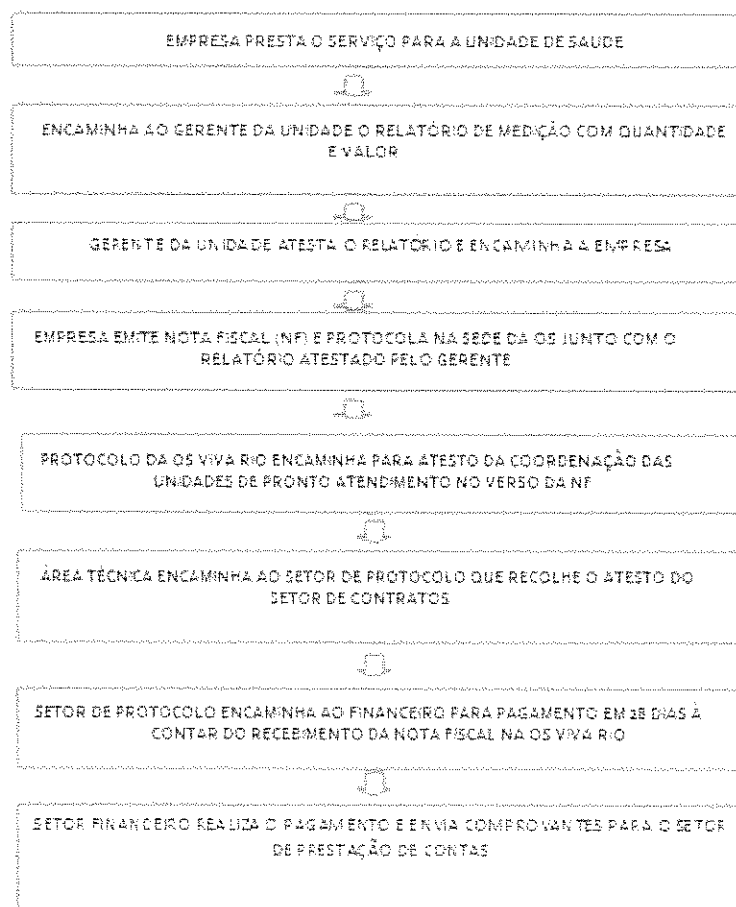 EMPRESA PRESTA O SERVIÇO PARA A UNIDADE DE SAUDE
ENCAMINHA AO GERENTE DA UNIDADE O RELATÓRIO DE MEDIÇÃO COM QUANTIDADE
E VALOR
GERENTE DA UNIDADE ATESTA O RELATÓRIO E ENCAMINHA A EMPRESA
EMPRESA EMITE NOTA FISCAL (NF) E PROTOCOLA NA SEDE DA OS JUNTO COM O
RELATÓRIO ATESTADO PELO GERENTE
PROTOCOLO DA OS VIVA RIO ENCAMINHA PARA ATESTO DA COORDENAÇÃO DAS
UNIDADES DE PRONTO ATENDIMENTO NO VERSO DA NF
ÁREA TÉCNICA ENCAMINHA AO SETOR DE PROTOCOLO QUE RECOLHE O ATESTO DO
SETOR DE CONTRATOS
SETOR DE PROTOCOLO ENCAMINHA AO FINANCEIRO PARA PAGAMENTO EM 28 DIAS À
CONTAR DO RECEBIMENTO DA NOTA FISCAL NA OS VIVA RIO
SETOR FINANCEIRO REALIZA O PAGAMENTO E ENVIA COMPROVANTES PARA O SETOR
DE PRESTAÇÃO DE CONTAS